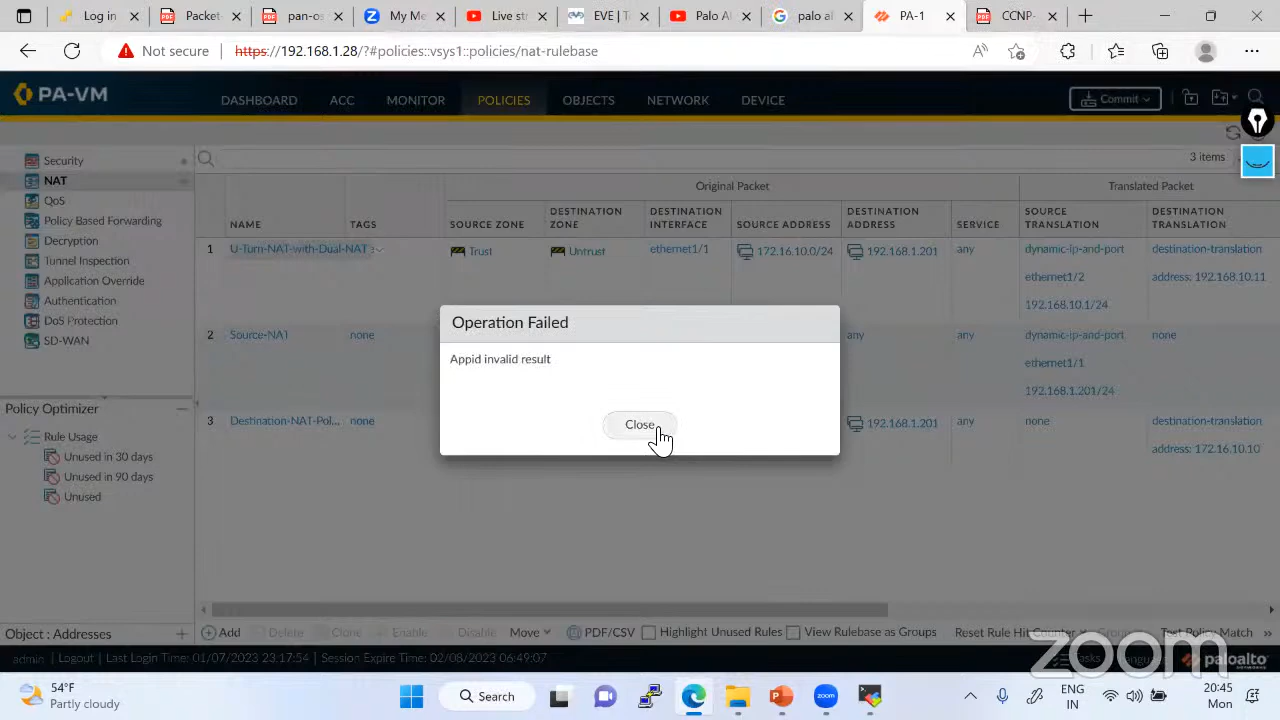 Log in
Packet-
pan-os
My Me
Live str
EVE | T
Palo Al
palo al
PA-1
CCNP-
Not secure
https://192.168.1.28/?#policies::vsys1::policies/nat-rulebase
PA-VM
DASHBOARD ACC MONITOR POLICIES OBJECTS NETWORK DEVICE
Commit
Security
NAT
QoS
Policy Based Forwarding
Decryption
Tunnel Inspection
Application Override
Authentication
DoS Protection
SD-WAN
Policy Optimizer
Rule Usage
Unused in 30 days
Unused in 90 days
Unused
Object : Addresses
3 items
Original Packet Translated Packet
NAME TAGS SOURCE ZONE DESTINATION ZONE DESTINATION INTERFACE SOURCE ADDRESS DESTINATION ADDRESS SERVICE SOURCE TRANSLATION DESTINATION TRANSLATION
1 U-Turn-NAT-with-Dual-NAT Trust Untrust ethernet1/1 172.16.10.0/24 192.168.1.201 any dynamic-ip-and-port destination-translation
ethernet1/2 address: 192.168.10.11
192.168.10.1/24
2 Source-NAT none any any dynamic-ip-and-port none
ethernet1/1
192.168.1.201/24
3 Destination-NAT-Pol... none 192.168.1.201 any none destination-translation
address: 172.16.10.10
Operation Failed
Appid invalid result
Close
Add Delete Clone Enable Disable Move PDF/CSV Highlight Unused Rules View Rulebase as Groups Reset Rule Hit Counter Group Test Policy Match
admin | Logout | Last Login Time: 01/07/2023 23:17:54 | Session Expire Time: 02/08/2023 06:49:07
Tasks Language paloalto
zoom
54°F
Partly cloudy
Search
zoom
ENG
IN
20:45
Mon